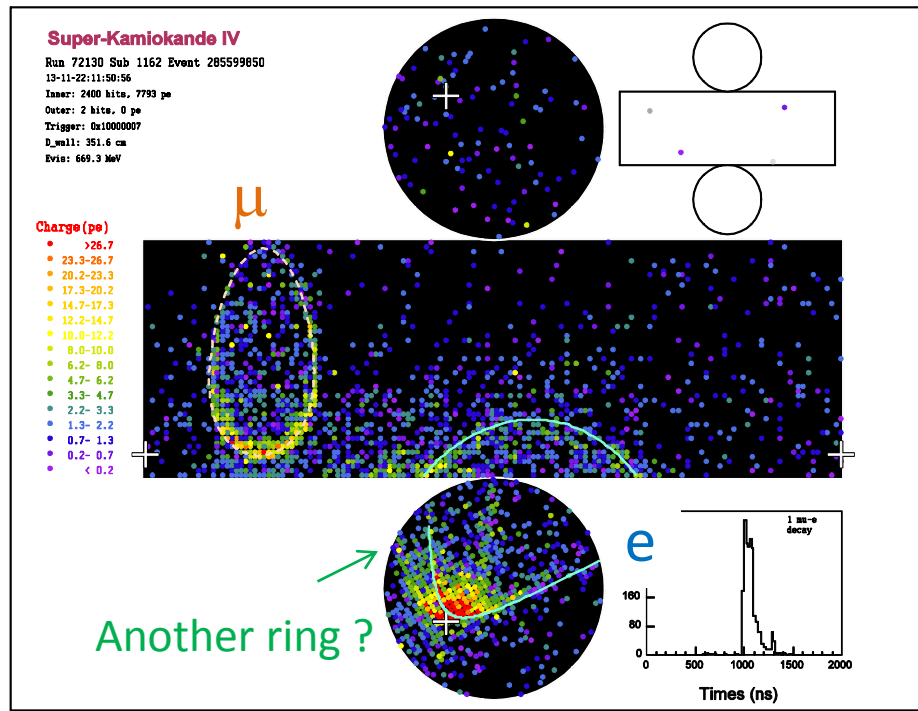 Super-Kamiokande IV
Run 72130 Sub 1162 Event 285599850
13-11-22:11:50:56
Inner: 2400 hits, 7793 pe
Outer: 2 hits, 0 pe
Trigger: 0x10000007
D_wall: 351.6 cm
Evis: 669.3 MeV
μ
Charge(pe)
>26.7
23.3-26.7
20.2-23.3
17.3-20.2
14.7-17.3
12.2-14.7
10.0-12.2
8.0-10.0
6.2- 8.0
4.7- 6.2
3.3- 4.7
2.2- 3.3
1.3- 2.2
0.7- 1.3
0.2- 0.7
< 0.2
e
1 mu-e
decay
160
80
0
0 500 1000 1500 2000
Times (ns)
Another ring ?